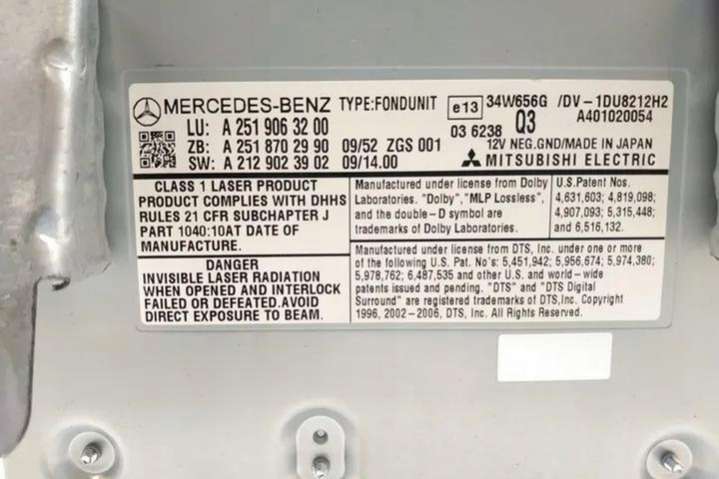 MERCEDES-BENZ TYPE:FONDUNIT e13 34W656G /DV-1DU8212H2
036238 Q3 A401020054
LU: A 251 906 32 00
ZB: A 251 870 29 90 09/52 ZGS 001 12V NEG.GND/MADE IN JAPAN
SW: A 212 902 39 02 09/14.00 MITSUBISHI ELECTRIC
CLASS 1 LASER PRODUCT
PRODUCT COMPLIES WITH DHHS
RULES 21 CFR SUBCHAPTER J
PART 1040:10AT DATE OF
MANUFACTURE.
Manufactured under license from Dolby
Laboratories. "Dolby", "MLP Lossless",
and the double-D symbol are
trademarks of Dolby Laboratories.
U.S.Patent Nos.
4,631,603; 4,819,098;
4,907,093; 5,315,448;
and 6,516,132.
DANGER
INVISIBLE LASER RADIATION
WHEN OPENED AND INTERLOCK
FAILED OR DEFEATED.AVOID
DIRECT EXPOSURE TO BEAM.
Manufactured under license from DTS, Inc. under one or more
of the following U.S. Pat. No's: 5,451,942; 5,956,674; 5,974,380;
5,978,762; 6,487,535 and other U.S. and world-wide
patents issued and pending. "DTS" and "DTS Digital
Surround" are registered trademarks of DTS,Inc. Copyright
1996, 2002-2006, DTS, Inc. All Rights Reserved.